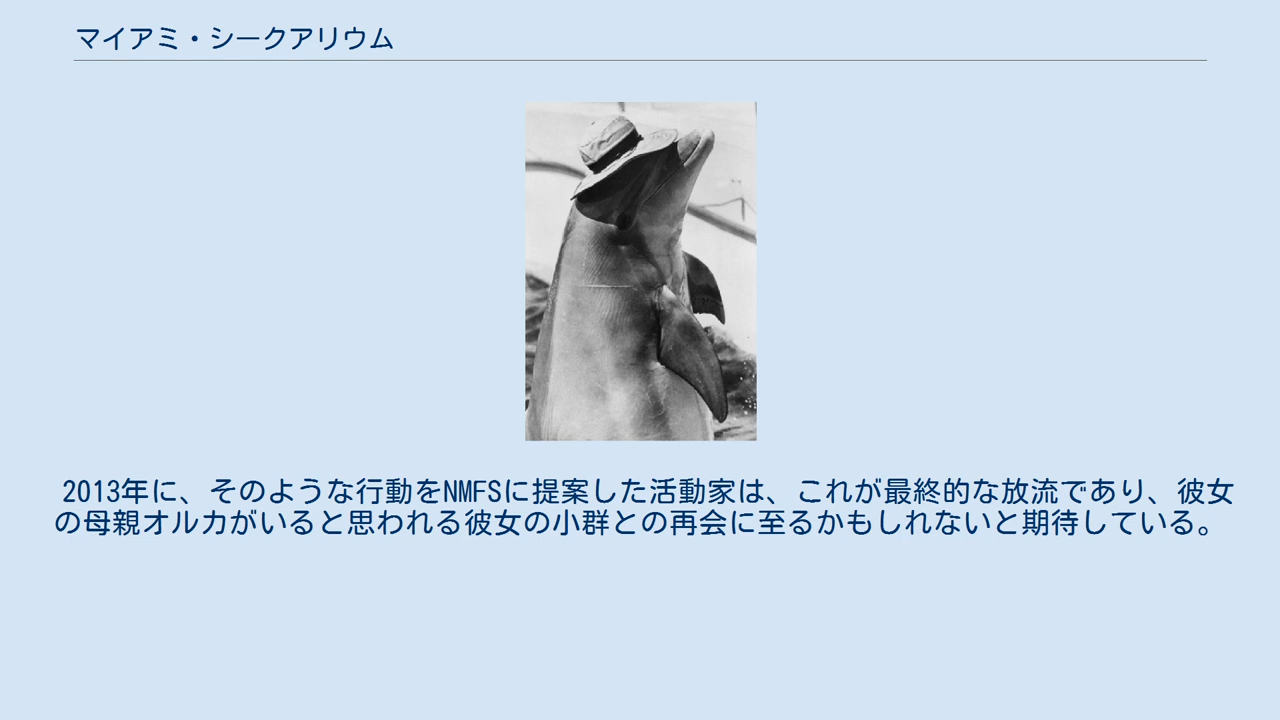 マイアミ・シークアリウム
2013年に、そのような行動をNMFSに提案した活動家は、これが最終的な放流であり、彼女
の母親オルカがいると思われる彼女の小群との再会に至るかもしれないと期待している。